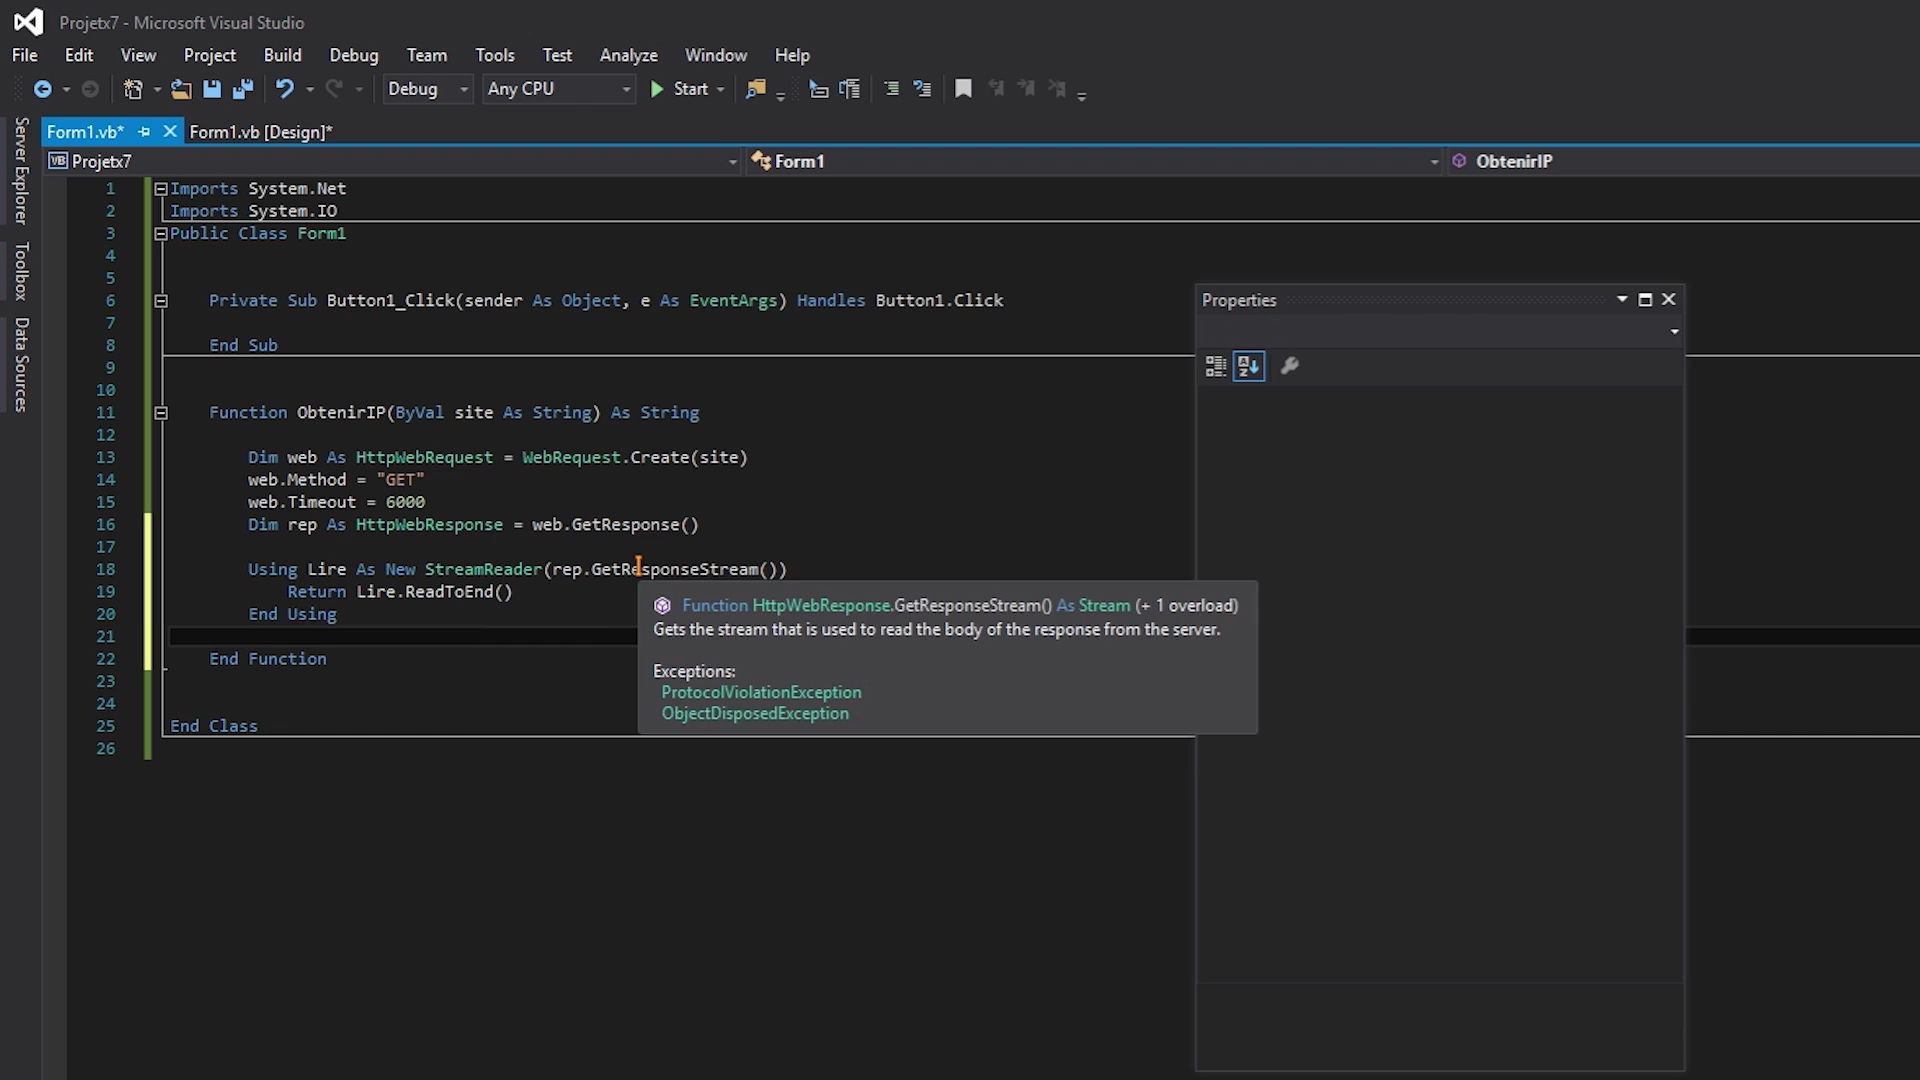 Projetx7 - Microsoft Visual Studio
File Edit View Project Build Debug Team Tools Test Analyze Window Help
Debug Any CPU Start
Server Explorer
Toolbox
Data Sources
Form1.vb* Form1.vb [Design]*
VB Projetx7 Form1 ObtenirIP
1 Imports System.Net
2 Imports System.IO
3 Public Class Form1
4
5
6 Private Sub Button1_Click(sender As Object, e As EventArgs) Handles Button1.Click
7
8 End Sub
9
10
11 Function ObtenirIP(ByVal site As String) As String
12
13 Dim web As HttpWebRequest = WebRequest.Create(site)
14 web.Method = "GET"
15 web.Timeout = 6000
16 Dim rep As HttpWebResponse = web.GetResponse()
17
18 Using Lire As New StreamReader(rep.GetResponseStream())
19 Return Lire.ReadToEnd()
20 End Using
21
22 End Function
23
24
25 End Class
26
Function HttpWebResponse.GetResponseStream() As Stream (+ 1 overload)
Gets the stream that is used to read the body of the response from the server.
Exceptions:
ProtocolViolationException
ObjectDisposedException
Properties